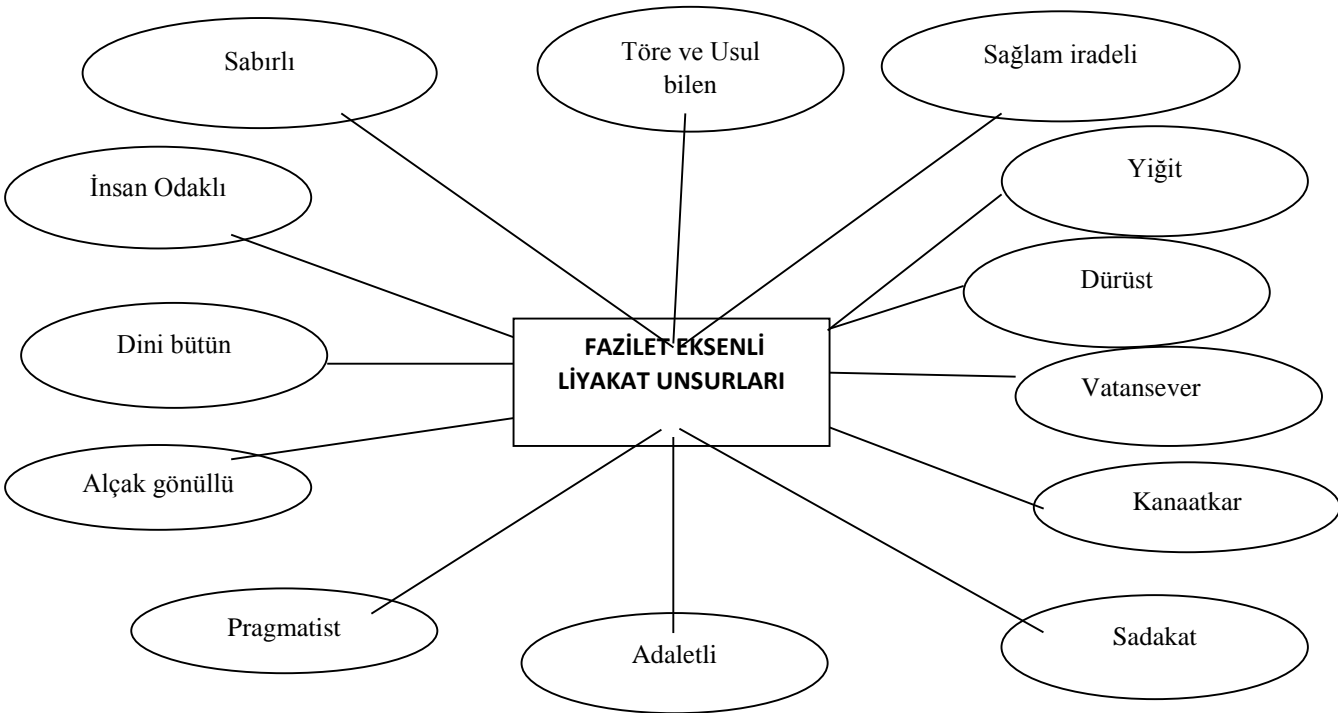 Sabırlı
Töre ve Usul
bilen
Sağlam iradeli
İnsan Odaklı
Yiğit
Dürüst
Dini bütün
FAZİLET EKSENLİ
LİYAKAT UNSURLARI
Vatansever
Alçak gönüllü
Kanaatkar
Pragmatist
Adaletli
Sadakat